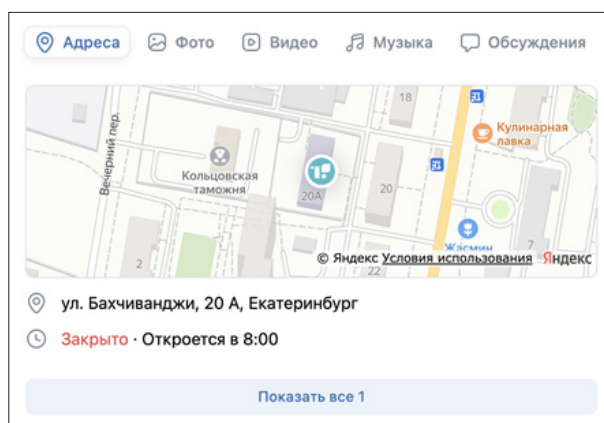 Адреса
Фото
Видео
Музыка
Обсуждения
18
Кулинарная
лавка
Вечерний пер.
Кольцовская
таможня
20А
20
2
22
Жасмин
7
© Яндекс Условия использования Яндекс
ул. Бахчиванджи, 20 А, Екатеринбург
Закрыто · Откроется в 8:00
Показать все 1